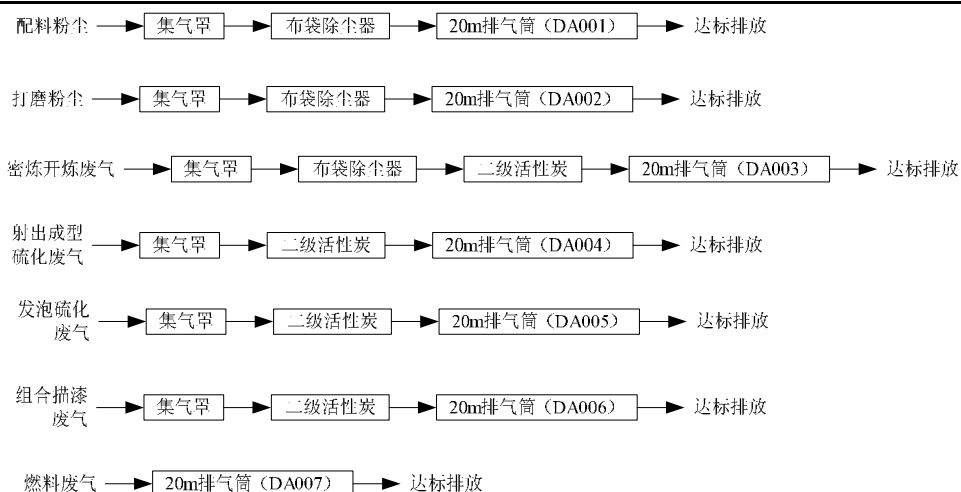 配料粉尘 集气罩 布袋除尘器 20m排气筒（DA001） 达标排放
打磨粉尘 集气罩 布袋除尘器 20m排气筒（DA002） 达标排放
密炼开炼废气 集气罩 布袋除尘器 二级活性炭 20m排气筒（DA003） 达标排放
射出成型
硫化废气 集气罩 二级活性炭 20m排气筒（DA004） 达标排放
发泡硫化
废气 集气罩 二级活性炭 20m排气筒（DA005） 达标排放
组合描漆
废气 集气罩 二级活性炭 20m排气筒（DA006） 达标排放
燃料废气 20m排气筒（DA007） 达标排放